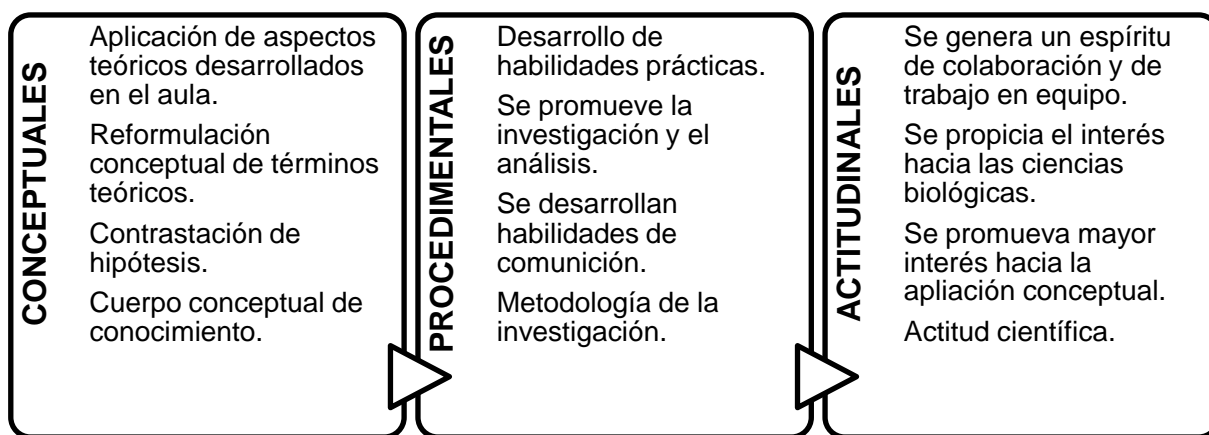 CONCEPTUALES
Aplicación de aspectos
teóricos desarrollados
en el aula.
Reformulación
conceptual de términos
teóricos.
Contrastación de
hipótesis.
Cuerpo conceptual de
conocimiento.
PROCEDIMENTALES
Desarrollo de
habilidades prácticas.
Se promueve la
investigación y el
análisis.
Se desarrollan
habilidades de
comunición.
Metodología de la
investigación.
ACTITUDINALES
Se genera un espíritu
de colaboración y de
trabajo en equipo.
Se propicia el interés
hacia las ciencias
biológicas.
Se promueva mayor
interés hacia la
apliación conceptual.
Actitud científica.